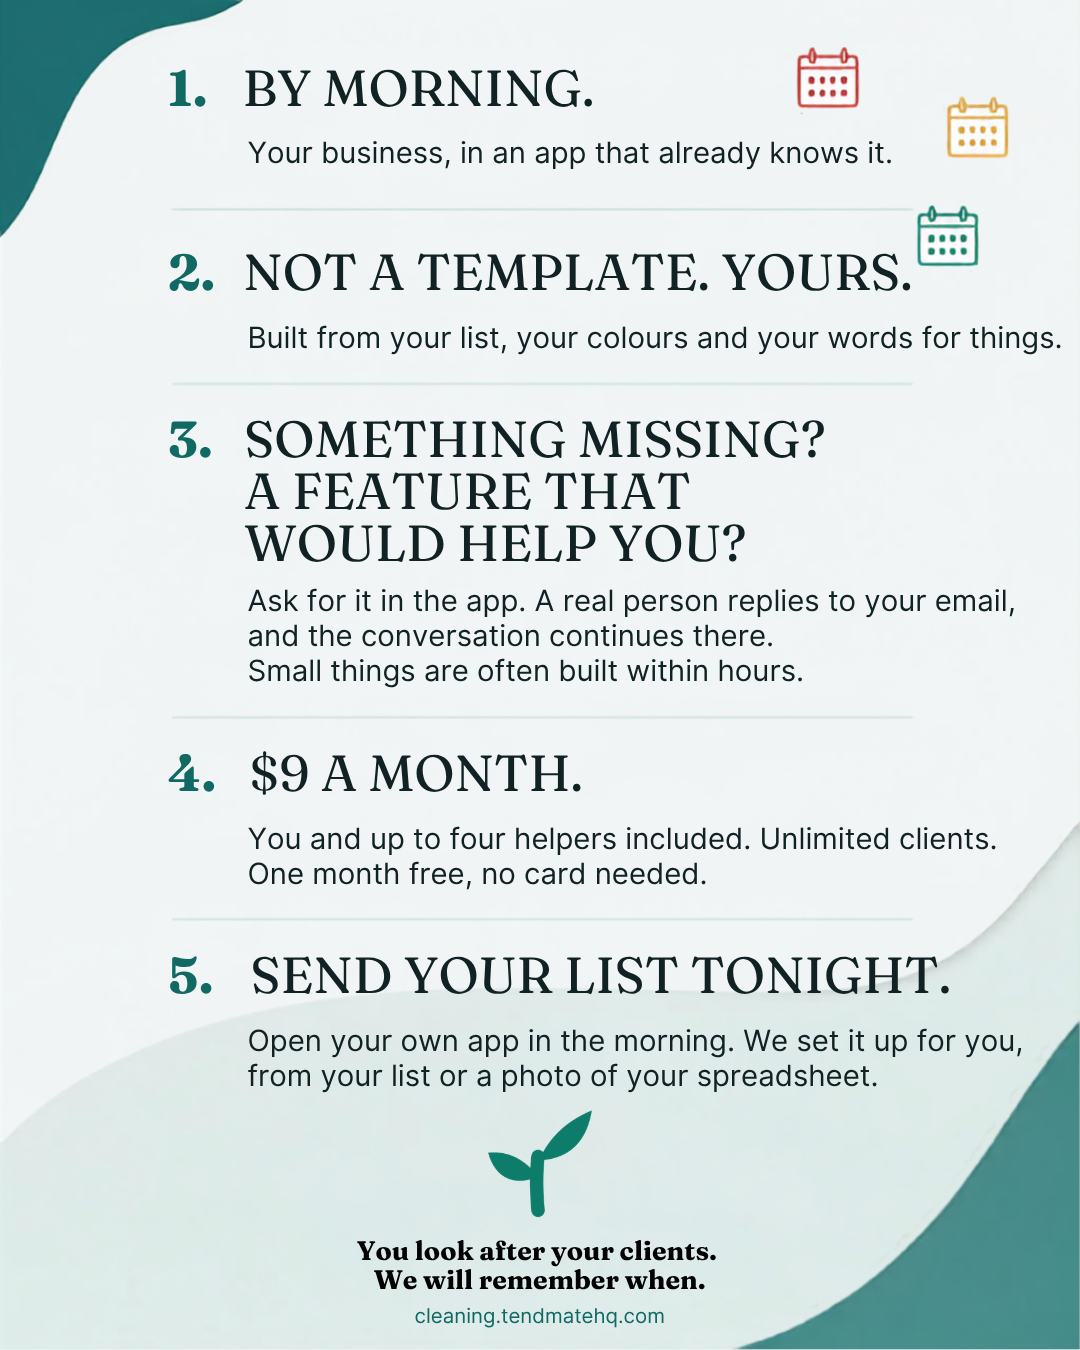 1. BY MORNING.
Your business, in an app that already knows it.
2. NOT A TEMPLATE. YOURS.
Built from your list, your colours and your words for things.
3. SOMETHING MISSING?
A FEATURE THAT
WOULD HELP YOU?
Ask for it in the app. A real person replies to your email,
and the conversation continues there.
Small things are often built within hours.
4. $9 A MONTH.
You and up to four helpers included. Unlimited clients.
One month free, no card needed.
5. SEND YOUR LIST TONIGHT.
Open your own app in the morning. We set it up for you,
from your list or a photo of your spreadsheet.
You look after your clients.
We will remember when.
cleaning.tendmatehq.com